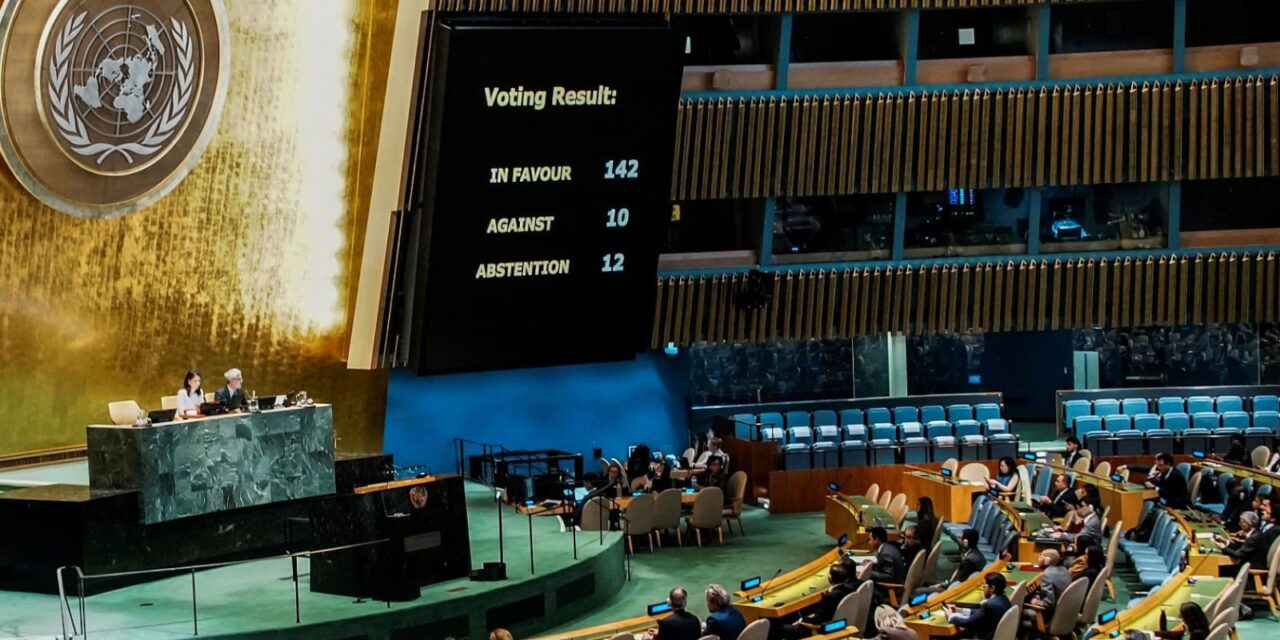 Voting Result:
IN FAVOUR 142
AGAINST 10
ABSTENTION 12